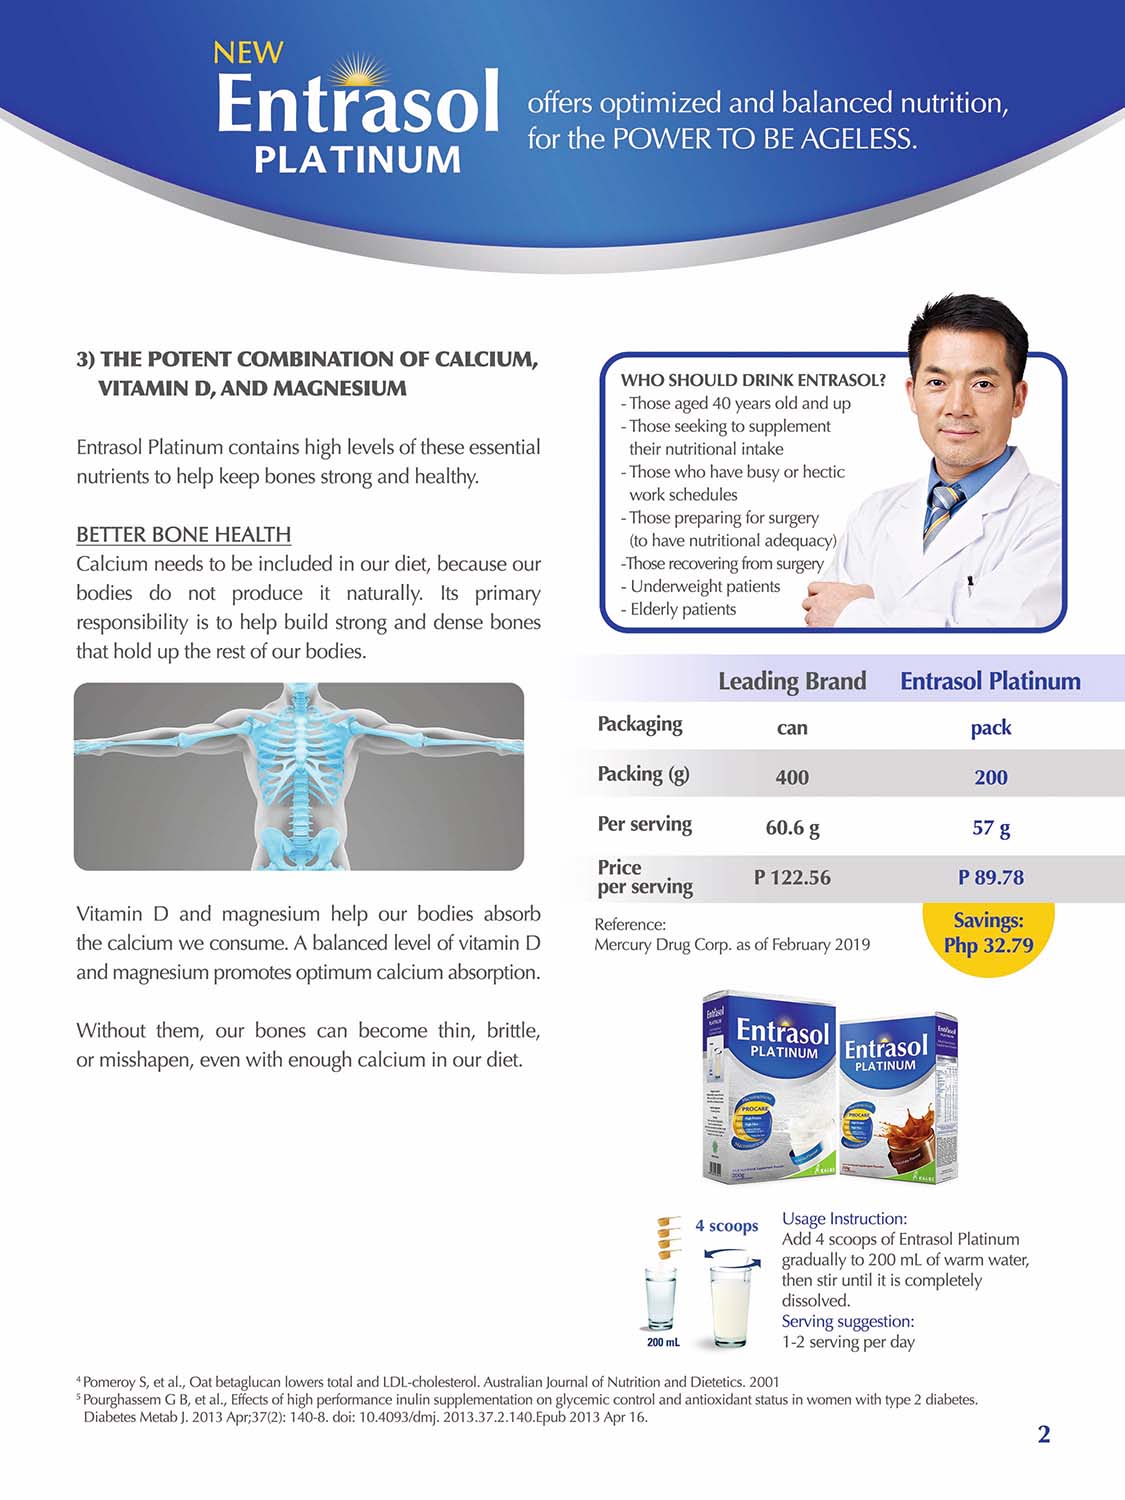 NEW
Entrasol
PLATINUM
offers optimized and balanced nutrition,
for the POWER TO BE AGELESS.
3) THE POTENT COMBINATION OF CALCIUM,
VITAMIN D, AND MAGNESIUM
Entrasol Platinum contains high levels of these essential
nutrients to help keep bones strong and healthy.
BETTER BONE HEALTH
Calcium needs to be included in our diet, because our
bodies do not produce it naturally. Its primary
responsibility is to help build strong and dense bones
that hold up the rest of our bodies.
Vitamin D and magnesium help our bodies absorb
the calcium we consume. A balanced level of vitamin D
and magnesium promotes optimum calcium absorption.
Without them, our bones can become thin, brittle,
or misshapen, even with enough calcium in our diet.
WHO SHOULD DRINK ENTRASOL?
- Those aged 40 years old and up
- Those seeking to supplement
their nutritional intake
- Those who have busy or hectic
work schedules
- Those preparing for surgery
(to have nutritional adequacy)
-Those recovering from surgery
- Underweight patients
- Elderly patients
Leading Brand Entrasol Platinum
Packaging can pack
Packing (g) 400 200
Per serving 60.6 g 57 g
Price
per serving P 122.56 P 89.78
Reference:
Mercury Drug Corp. as of February 2019
Savings:
Php 32.79
Entrasol
PLATINUM
PROCARE
200g
Entrasol
PLATINUM
Entrasol
PLATINUM
PROCARE
KALBE
Entrasol
4 scoops
200 mL
Usage Instruction:
Add 4 scoops of Entrasol Platinum
gradually to 200 mL of warm water,
then stir until it is completely
dissolved.
Serving suggestion:
1-2 serving per day
4 Pomeroy S, et al., Oat betaglucan lowers total and LDL-cholesterol. Australian Journal of Nutrition and Dietetics. 2001
5 Pourghassem G B, et al., Effects of high performance inulin supplementation on glycemic control and antioxidant status in women with type 2 diabetes.
Diabetes Metab J. 2013 Apr;37(2): 140-8. doi: 10.4093/dmj. 2013.37.2.140.Epub 2013 Apr 16.
2